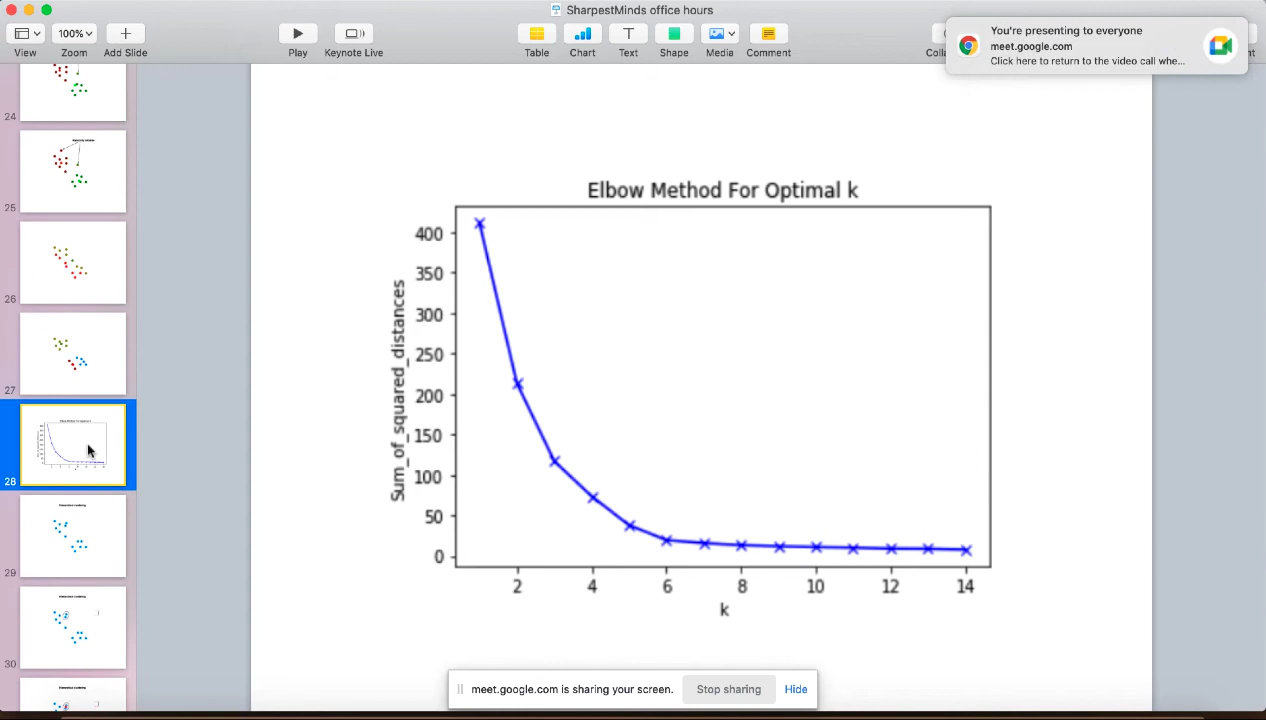 SharpestMinds office hours
100%
View
Zoom
Add Slide
Play
Keynote Live
Table
Chart
Text
Shape
Media
Comment
You're presenting to everyone
meet.google.com
Click here to return to the video call whe...
24
25
26
27
28
29
30
Elbow Method For Optimal k
Sum_of_squared_distances
400
350
300
250
200
150
100
50
0
2 4 6 8 10 12 14
k
meet.google.com is sharing your screen.
Stop sharing
Hide